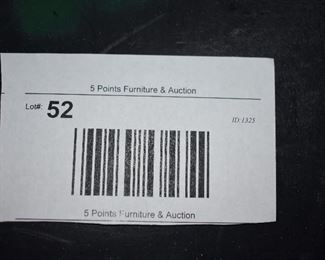 5 Points Furniture & Auction
Lot#: 52
ID:1325
5 Points Furniture & Auction